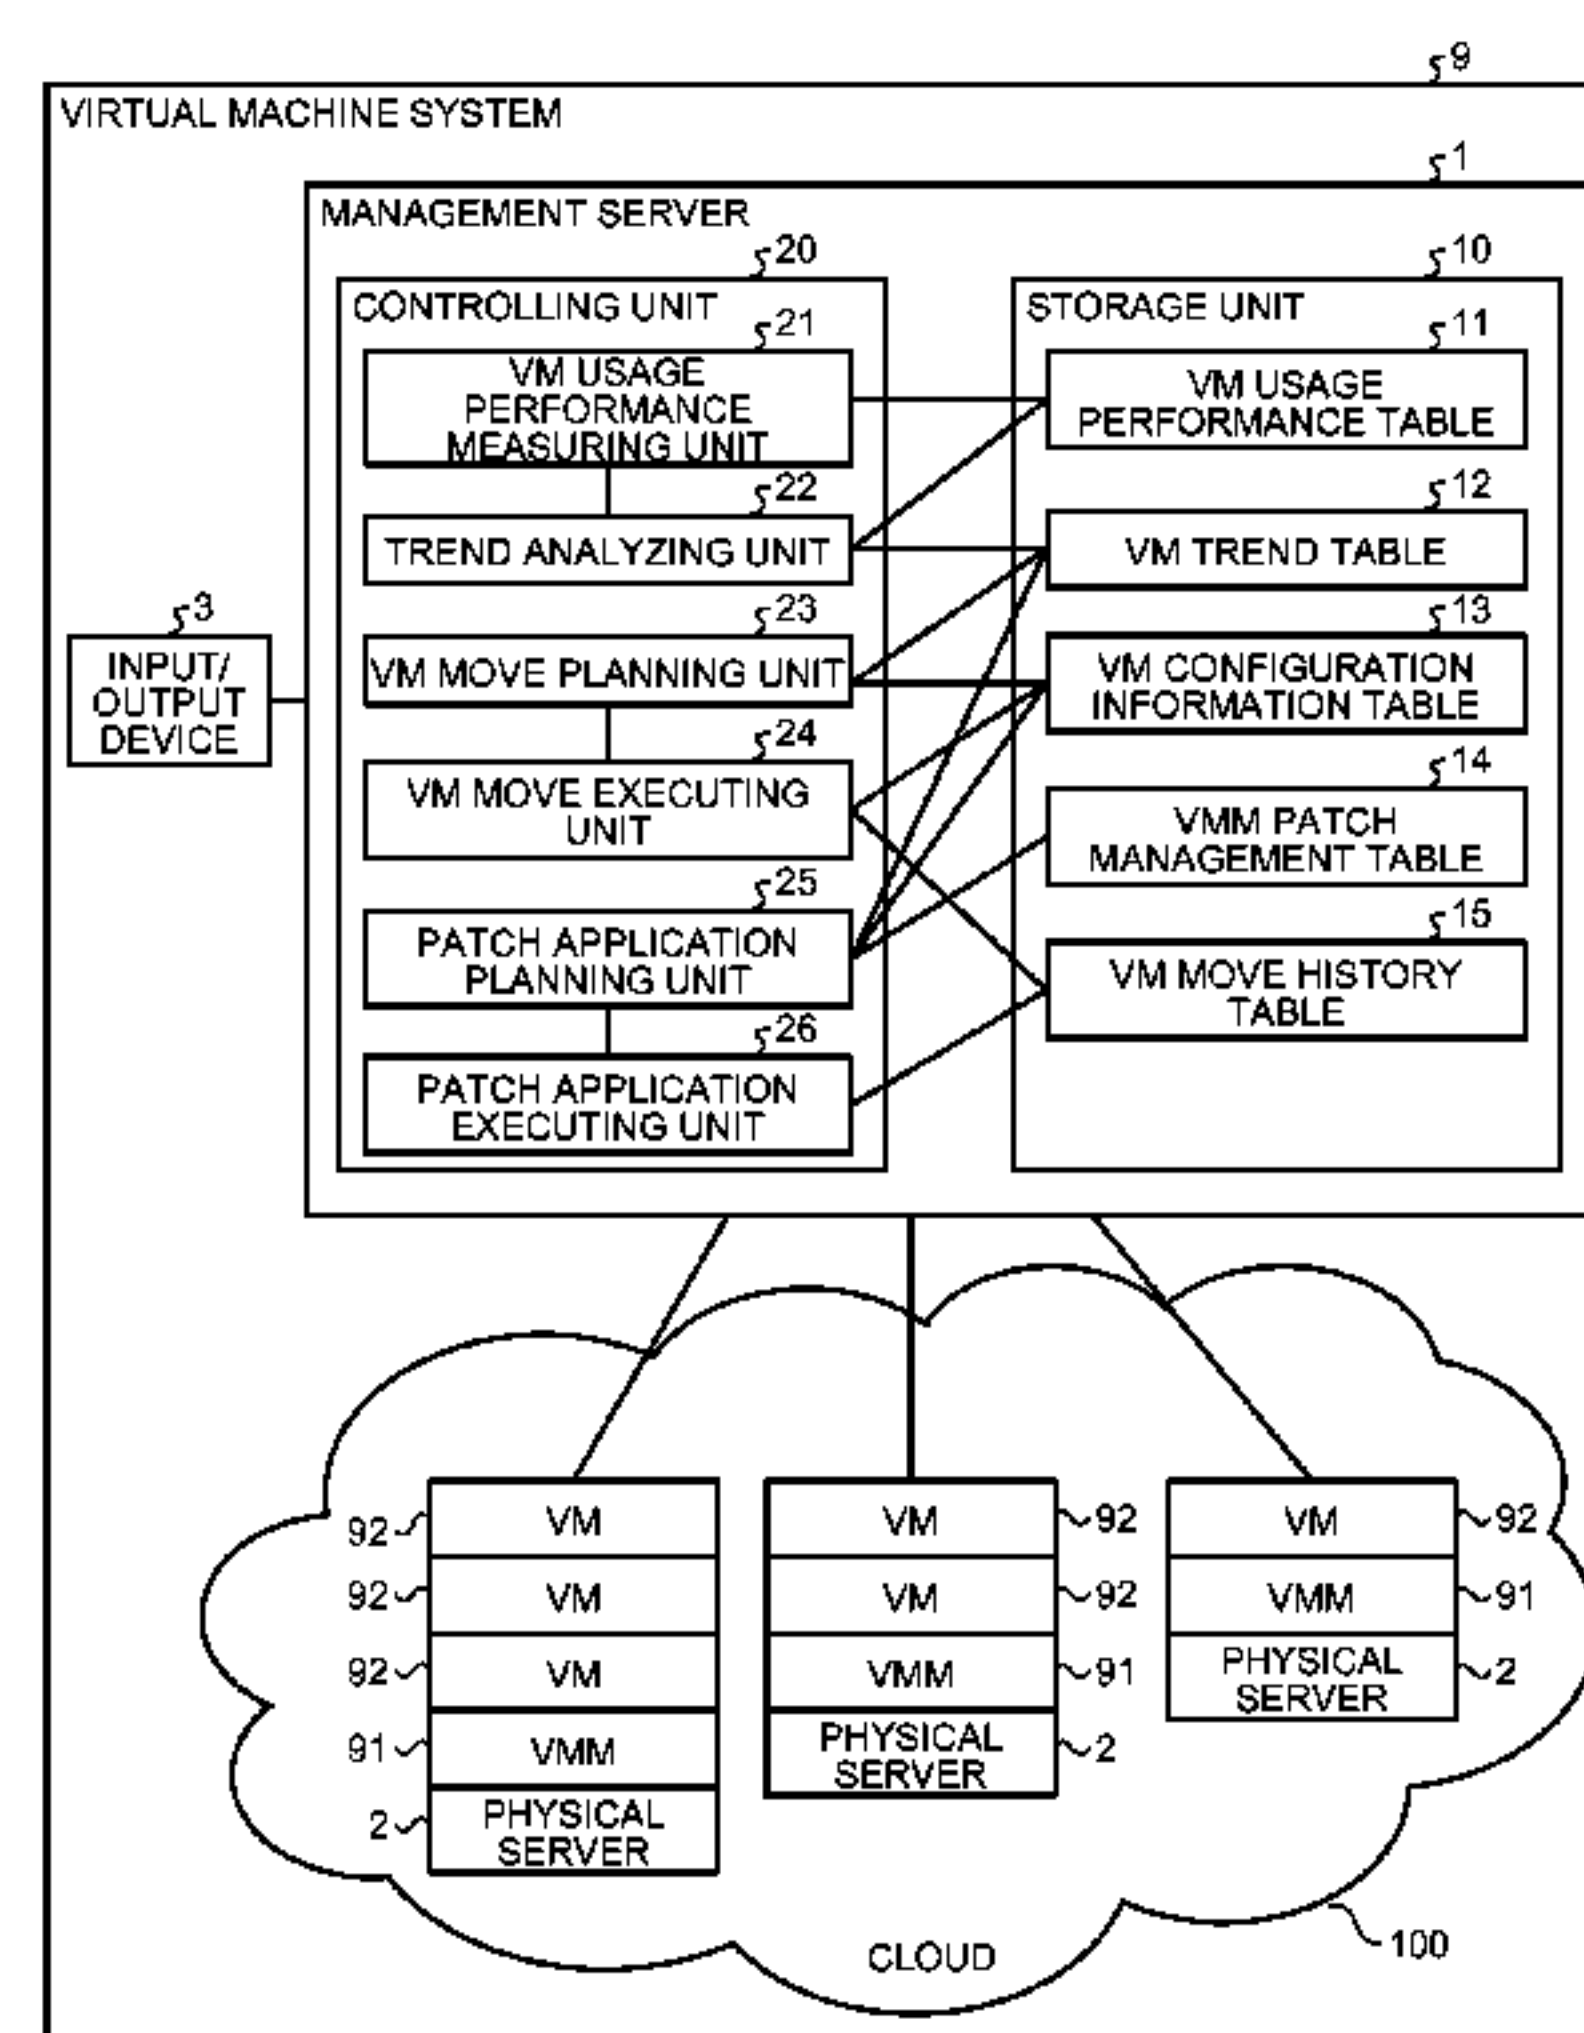 9
VIRTUAL MACHINE SYSTEM
1
MANAGEMENT SERVER
20
CONTROLLING UNIT
21
VM USAGE
PERFORMANCE
MEASURING UNIT
22
TREND ANALYZING UNIT
23
VM MOVE PLANNING UNIT
24
VM MOVE EXECUTING
UNIT
25
PATCH APPLICATION
PLANNING UNIT
26
PATCH APPLICATION
EXECUTING UNIT
10
STORAGE UNIT
11
VM USAGE
PERFORMANCE TABLE
12
VM TREND TABLE
13
VM CONFIGURATION
INFORMATION TABLE
14
VMM PATCH
MANAGEMENT TABLE
15
VM MOVE HISTORY
TABLE
3
INPUT/
OUTPUT
DEVICE
92 VM
92 VM
92 VM
91 VMM
2 PHYSICAL
SERVER
VM 92
VM 92
VMM 91
PHYSICAL
SERVER 2
VM 92
VMM 91
PHYSICAL
SERVER 2
CLOUD
100